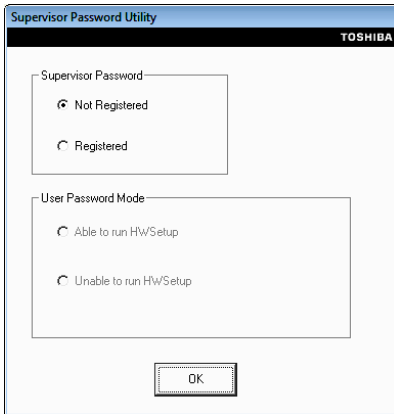 Supervisor Password Utility
TOSHIBA
Supervisor Password
Not Registered
Registered
User Password Mode
Able to run HWSetup
Unable to run HWSetup
OK